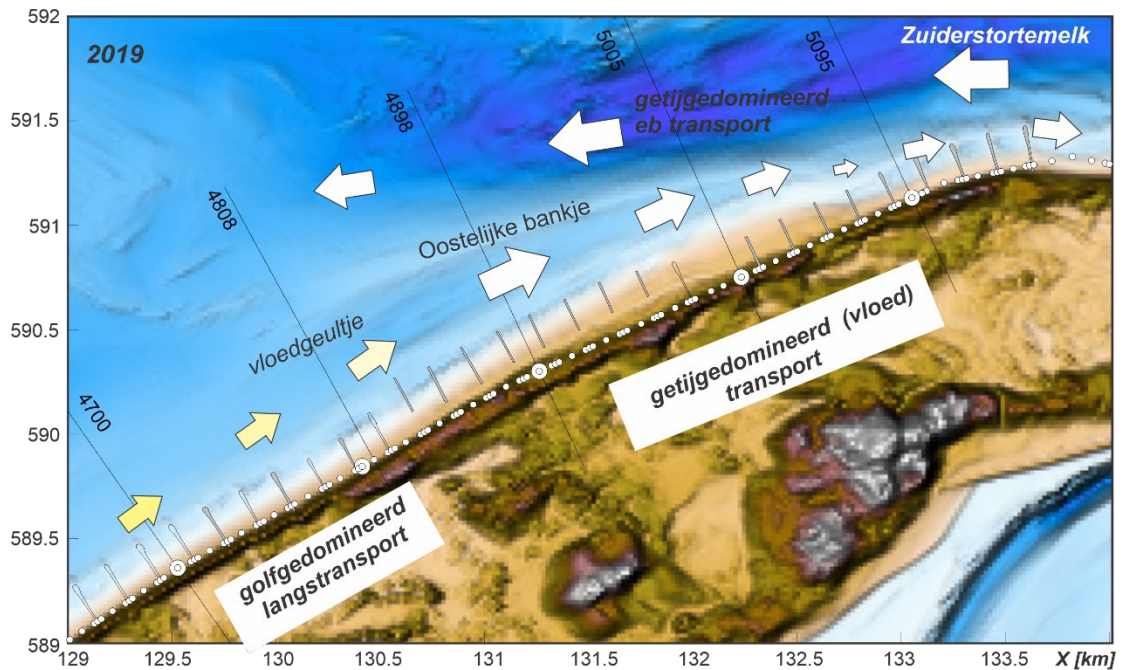 592
2019
Zuiderstortemelk
5005
5095
4898
getijgedomineerd
eb transport
591.5
4808
Oostelijke bankje
591
vloedgeultje
590.5
getijgedomineerd (vloed)
transport
4700
590
golfgedomineerd
langstransport
589.5
589
129
129.5
130
130.5
131
131.5
132
132.5
133
X [km]